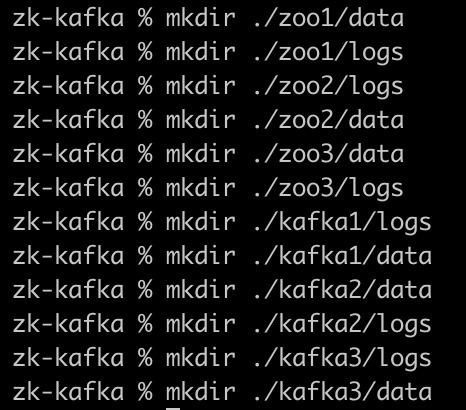 zk-kafka % mkdir ./zoo1/data
zk-kafka % mkdir ./zoo1/logs
zk-kafka % mkdir ./zoo2/logs
zk-kafka % mkdir ./zoo2/data
zk-kafka % mkdir ./zoo3/data
zk-kafka % mkdir ./zoo3/logs
zk-kafka % mkdir ./kafka1/logs
zk-kafka % mkdir ./kafka1/data
zk-kafka % mkdir ./kafka2/data
zk-kafka % mkdir ./kafka2/logs
zk-kafka % mkdir ./kafka3/logs
zk-kafka % mkdir ./kafka3/data